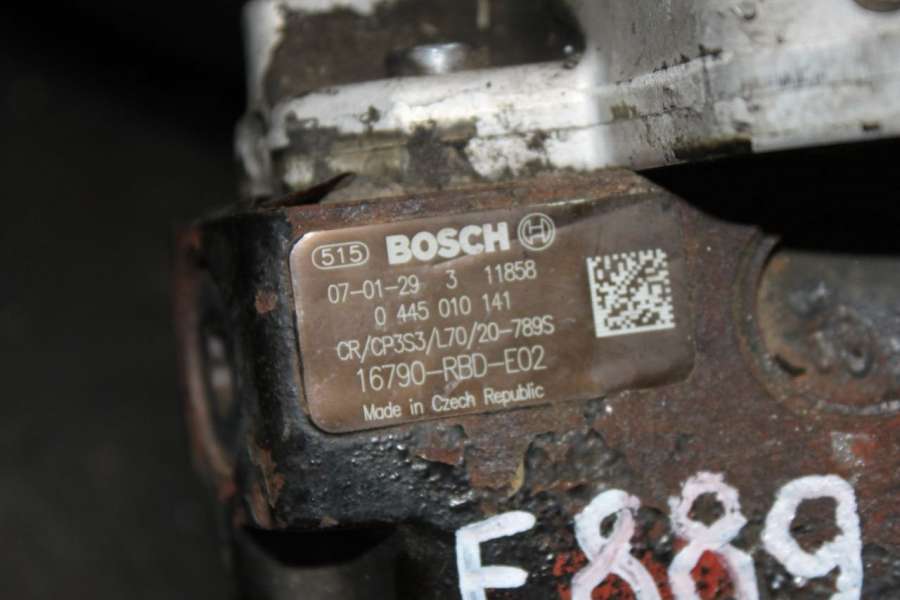 515 BOSCH
07-01-29 3 11858
0 445 010 141
CR/CP3S3/L70/20-789S
16790-RBD-E02
Made in Czech Republic
E889